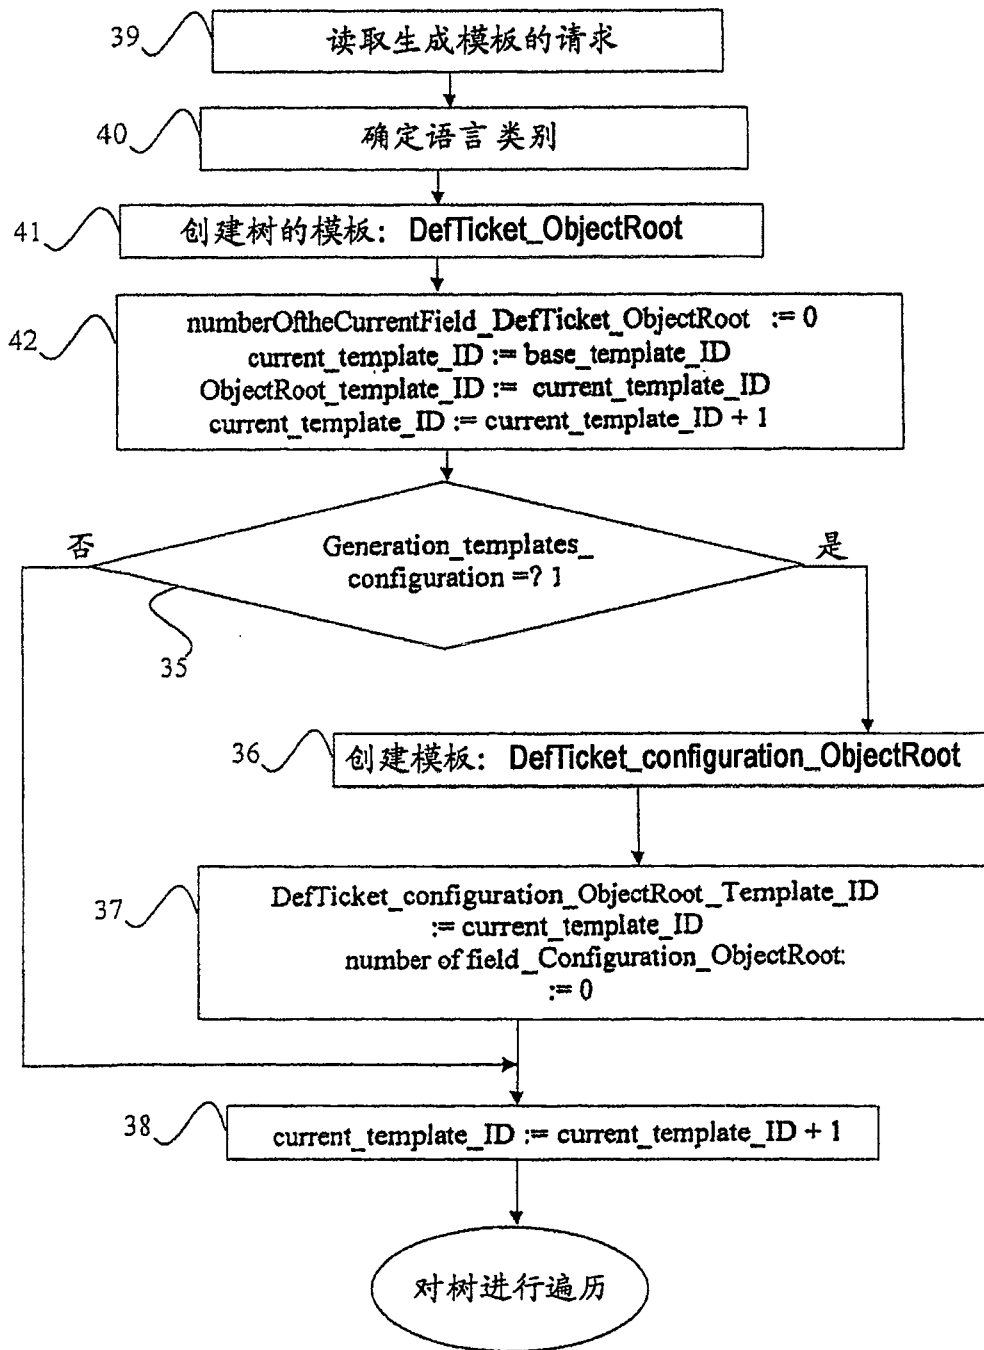 39
读取生成模板的请求
40
确定语言类别
41
创建树的模板: DefTicket_ObjectRoot
42
numberOftheCurrentField_DefTicket_ObjectRoot := 0
current_template_ID := base_template_ID
ObjectRoot_template_ID := current_template_ID
current_template_ID := current_template_ID + 1
否
Generation_templates_
configuration =? 1
是
35
36
创建模板: DefTicket_configuration_ObjectRoot
37
DefTicket_configuration_ObjectRoot_Template_ID
:= current_template_ID
number of field_Configuration_ObjectRoot:
:= 0
38
current_template_ID := current_template_ID + 1
对树进行遍历